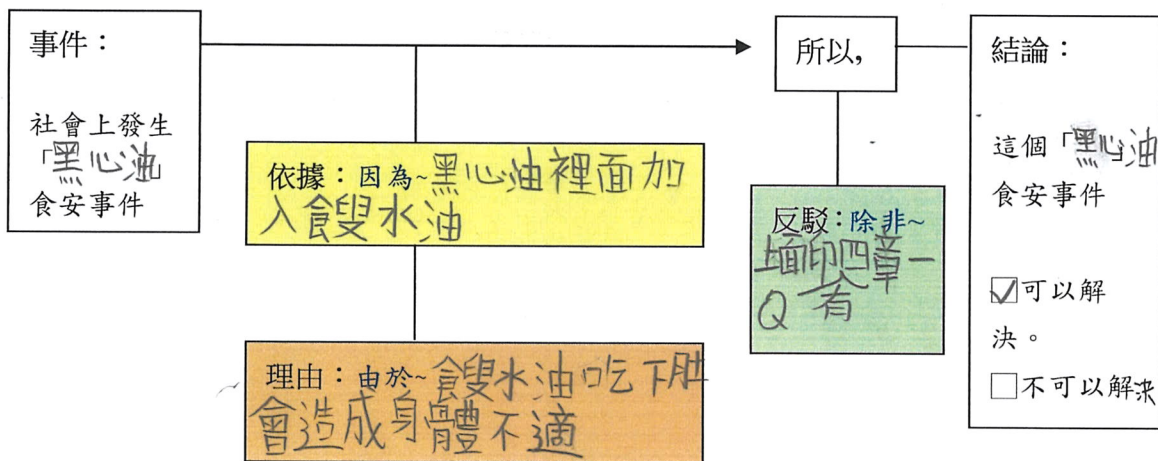 事件：
社會上發生
「黑心油」
食安事件
依據：因為~黑心油裡面加
入餿水油
理由：由於~餿水油吃下肚
會造成身體不適
所以,
反駁：除非~
上面印四章一
Q
有
結論：
這個「黑心」油
食安事件
☑可以解
決。
□不可以解決